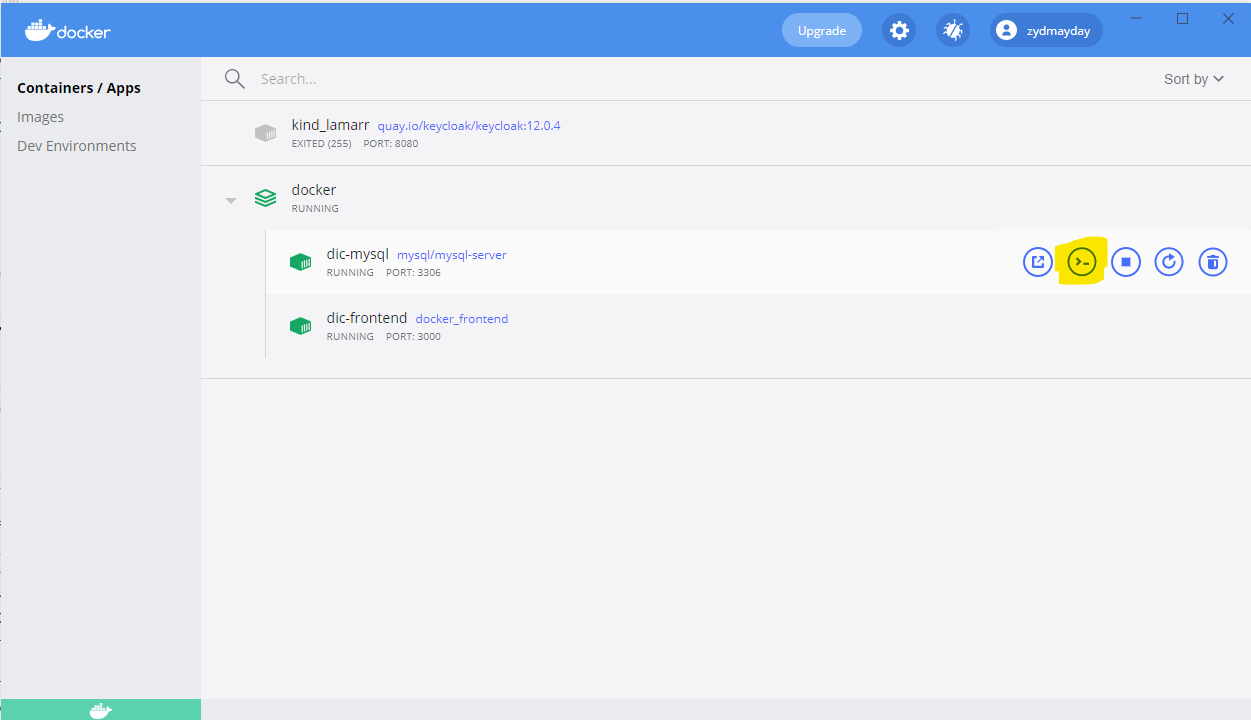 docker
Upgrade
zydmayday
Containers / Apps
Images
Dev Environments
Search...
Sort by
kind_lamarr quay.io/keycloak/keycloak:12.0.4
EXITED (255) PORT: 8080
docker
RUNNING
dic-mysql mysql/mysql-server
RUNNING PORT: 3306
dic-frontend docker_frontend
RUNNING PORT: 3000